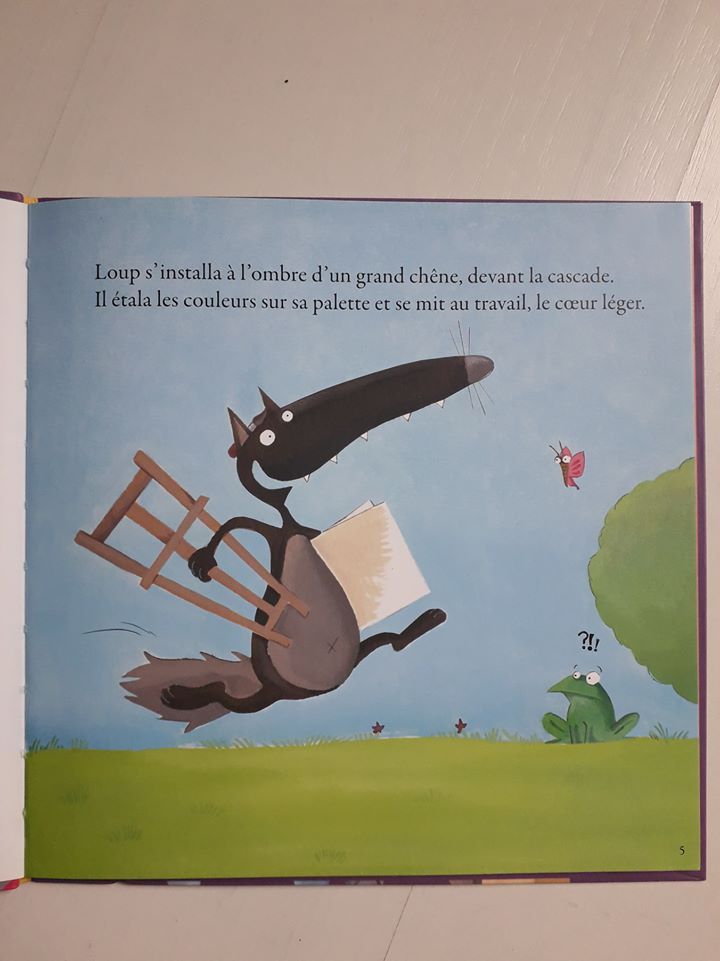 Loup s’installa à l’ombre d’un grand chêne, devant la cascade.
Il étala les couleurs sur sa palette et se mit au travail, le cœur léger.
?!!
5